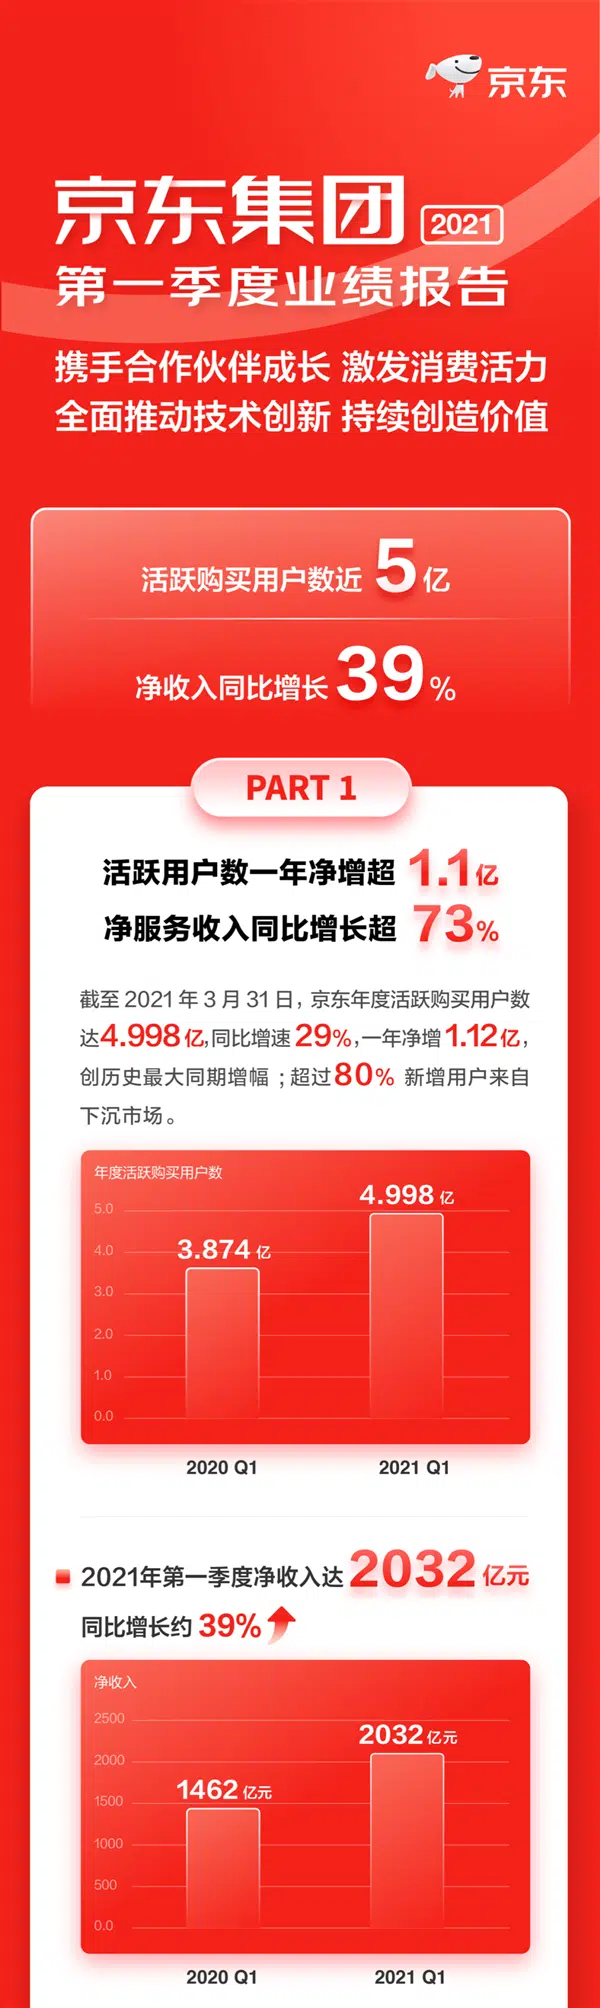 京东
京东集团 2021
第一季度业绩报告
携手合作伙伴成长 激发消费活力
全面推动技术创新 持续创造价值
活跃购买用户数近 5 亿
净收入同比增长 39 %
PART 1
活跃用户数一年净增超 1.1亿
净服务收入同比增长超 73%
截至 2021 年 3 月 31 日，京东年度活跃购买用户数
达4.998 亿,同比增速 29%,一年净增 1.12亿，
创历史最大同期增幅 ；超过80% 新增用户来自
下沉市场。
年度活跃购买用户数
5.0
4.0
3.0
2.0
1.0
0.0
3.874 亿
4.998 亿
2020 Q1
2021 Q1
2021年第一季度净收入达 2032 亿元
同比增长约 39%
净收入
2500
2000
1500
1000
500
0.0
1462 亿元
2032 亿元
2020 Q1
2021 Q1